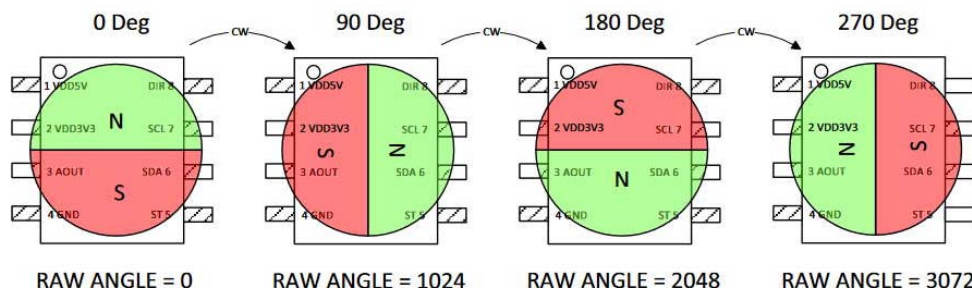 0 Deg
CW
90 Deg
CW
180 Deg
CW
270 Deg
1 VDD5V
DIR 8
N
2 VDD3V3
SCL 7
3 AOUT
SDA 6
S
4 GND
ST 5
1 VDD5V
DIR 8
2 VDD3V3
SCL 7
S
N
3 AOUT
SDA 6
4 GND
ST 5
1 VDD5V
DIR 8
S
2 VDD3V3
SCL 7
3 AOUT
SDA 6
N
4 GND
ST 5
1 VDD5V
DIR 8
2 VDD3V3
SCL 7
N
S
3 AOUT
SDA 6
4 GND
ST 5
RAW ANGLE = 0
RAW ANGLE = 1024
RAW ANGLE = 2048
RAW ANGLE = 3072